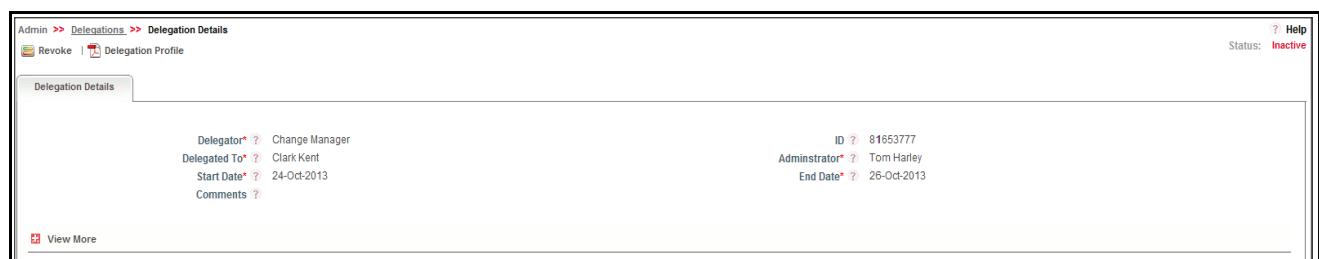 Admin >> Delegations >> Delegation Details ? Help
Revoke | Delegation Profile Status: Inactive
Delegation Details
Delegator* ? Change Manager ID ? 81653777
Delegated To* ? Clark Kent Adminstrator* ? Tom Harley
Start Date* ? 24-Oct-2013 End Date* ? 26-Oct-2013
Comments ?
View More